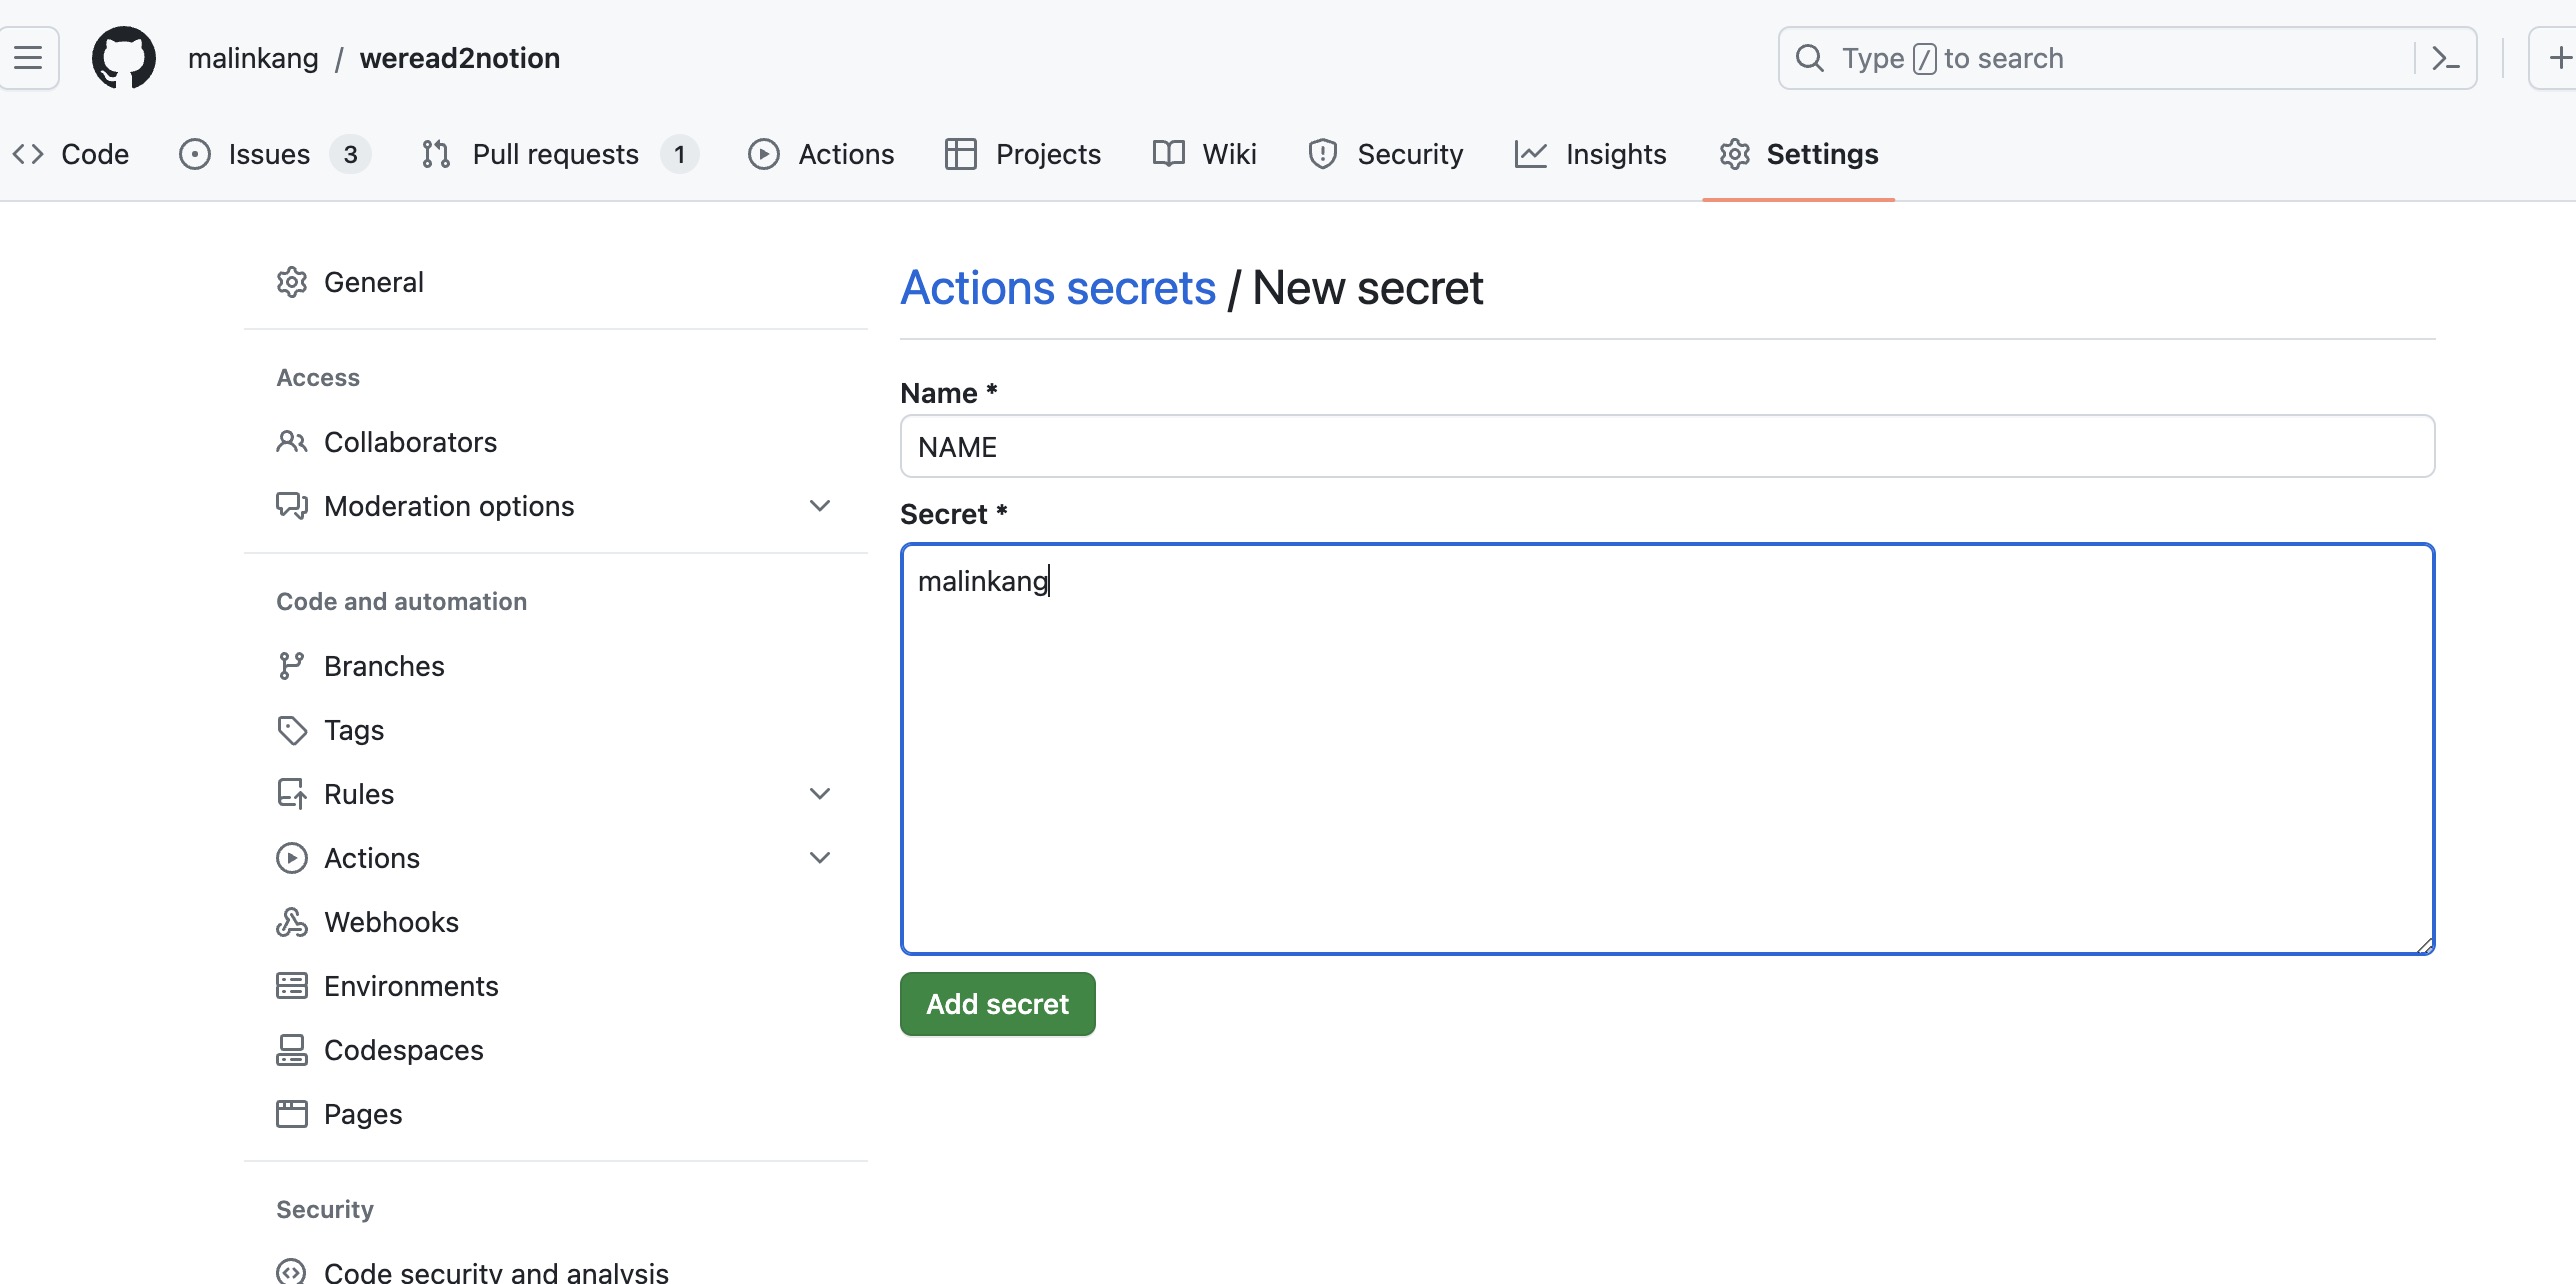 malinkang / weread2notion
Type / to search
Code Issues 3 Pull requests 1 Actions Projects Wiki Security Insights Settings
General
Access
Collaborators
Moderation options
Code and automation
Branches
Tags
Rules
Actions
Webhooks
Environments
Codespaces
Pages
Security
Code security and analysis
Actions secrets / New secret
Name *
NAME
Secret *
malinkang
Add secret